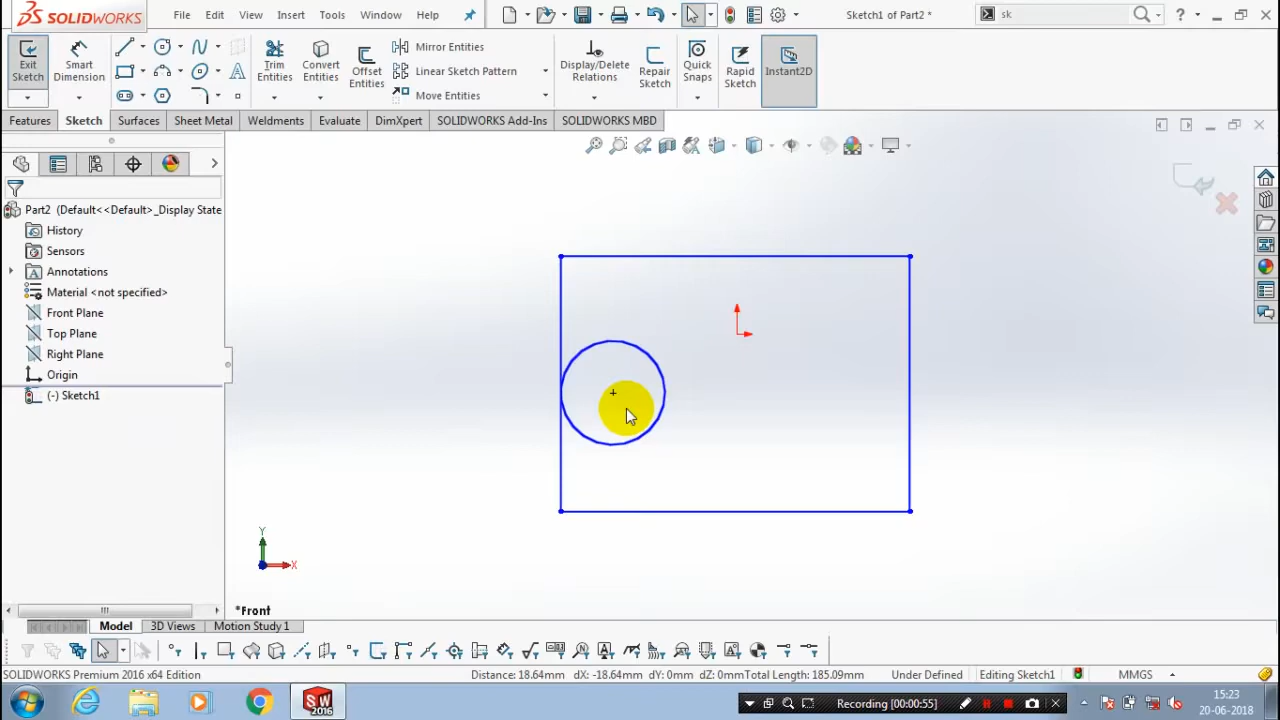 SOLIDWORKS File Edit View Insert Tools Window Help Sketch1 of Part2 * sk ?
Exit Sketch Smart Dimension Trim Entities Convert Entities Offset Entities Mirror Entities Display/Delete Relations Repair Sketch Quick Snaps Rapid Sketch Instant2D
Linear Sketch Pattern
Move Entities
Features Sketch Surfaces Sheet Metal Weldments Evaluate DimXpert SOLIDWORKS Add-Ins SOLIDWORKS MBD
Part2 (Default<<Default>_Display State
History
Sensors
Annotations
Material <not specified>
Front Plane
Top Plane
Right Plane
Origin
(-) Sketch1
Y
X
*Front
Model 3D Views Motion Study 1
SOLIDWORKS Premium 2016 x64 Edition Distance: 18.64mm dX: -18.64mm dY: 0mm dZ: 0mm Total Length: 185.09mm Under Defined Editing Sketch1 MMGS
SW 2016 Recording [00:00:55] 15:23
20-06-2018